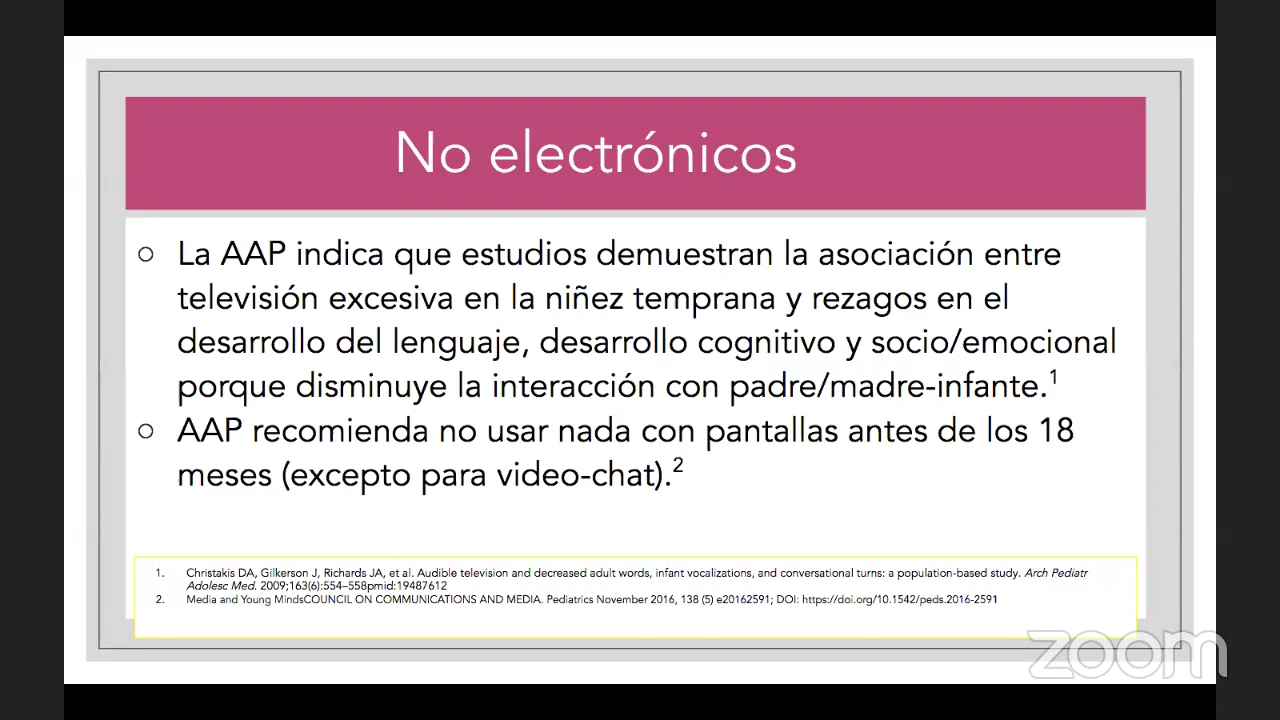 No electrónicos
○ La AAP indica que estudios demuestran la asociación entre
televisión excesiva en la niñez temprana y rezagos en el
desarrollo del lenguaje, desarrollo cognitivo y socio/emocional
porque disminuye la interacción con padre/madre-infante.1
○ AAP recomienda no usar nada con pantallas antes de los 18
meses (excepto para video-chat).2
1. Christakis DA, Gilkerson J, Richards JA, et al. Audible television and decreased adult words, infant vocalizations, and conversational turns: a population-based study. Arch Pediatr
Adolesc Med. 2009;163(6):554–558pmid:19487612
2. Media and Young MindsCOUNCIL ON COMMUNICATIONS AND MEDIA. Pediatrics November 2016, 138 (5) e20162591; DOI: https://doi.org/10.1542/peds.2016-2591
zoom